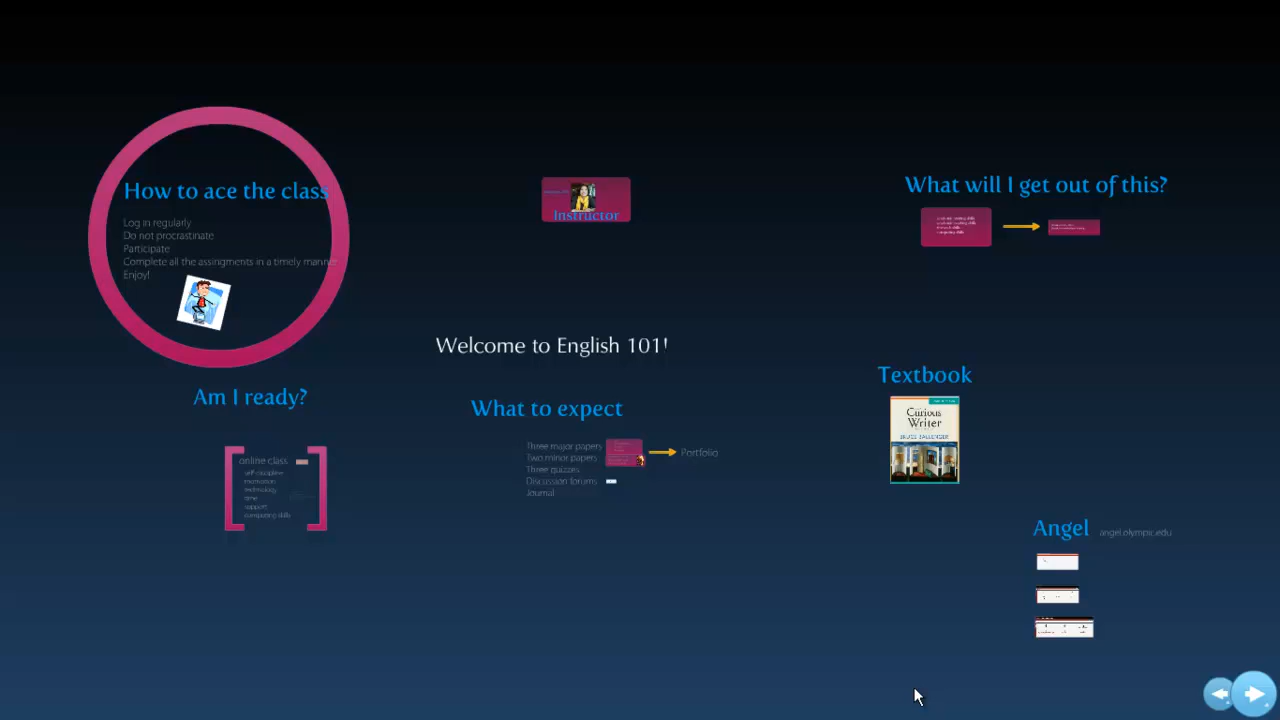 How to ace the class
Log in regularly
Do not procrastinate
Participate
Complete all the assingments in a timely manner
Enjoy!
Instructor
What will I get out of this?
Welcome to English 101!
Am I ready?
online class
self-discipline
motivation
technology
time
support
computing skills
What to expect
Three major papers
Two minor papers
Three quizzes
Discussion forums
Journal
Portfolio
Textbook
Curious
Writer
BRUCE BALLENGER
Angel
angel.olympic.edu